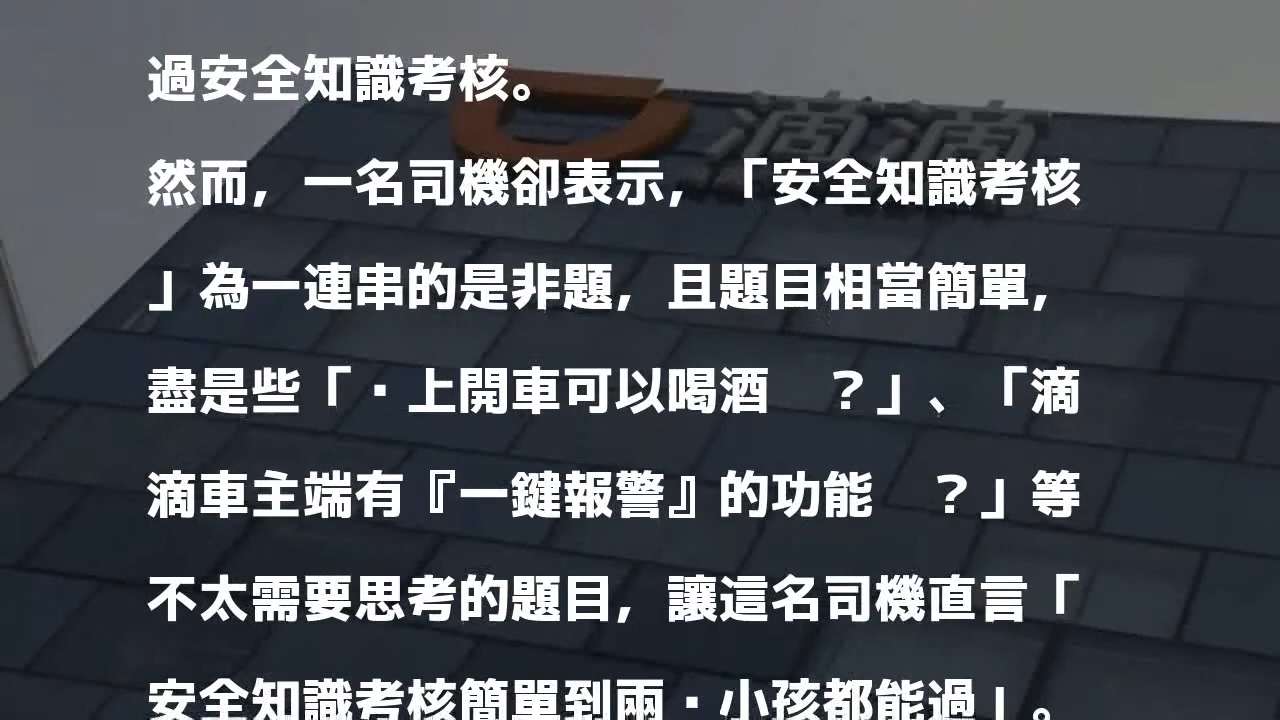 過安全知識考核。
滴滴
然而，一名司機卻表示，「安全知識考核
」為一連串的是非題，且題目相當簡單，
盡是些「·上開車可以喝酒　？」、「滴
滴車主端有『一鍵報警』的功能　？」等
不太需要思考的題目，讓這名司機直言「
安全知識考核簡單到兩·小孩都能過」。